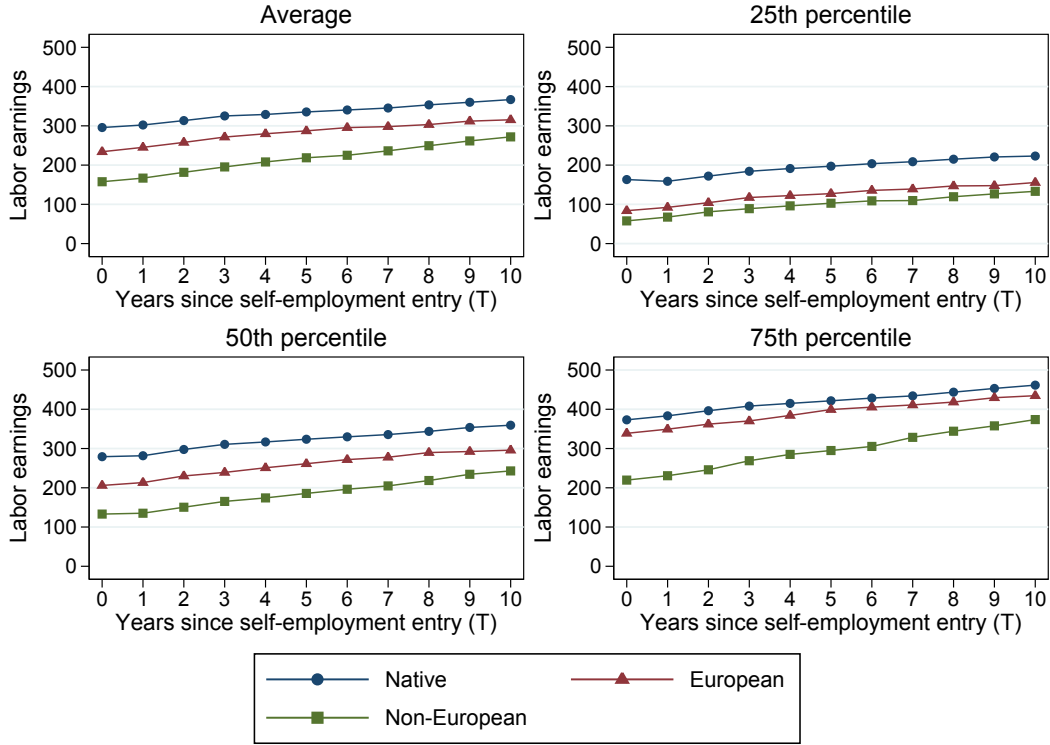 Average
Labor earnings
500
400
300
200
100
0
0 1 2 3 4 5 6 7 8 9 10
Years since self-employment entry (T)
25th percentile
Labor earnings
500
400
300
200
100
0
0 1 2 3 4 5 6 7 8 9 10
Years since self-employment entry (T)
50th percentile
Labor earnings
500
400
300
200
100
0
0 1 2 3 4 5 6 7 8 9 10
Years since self-employment entry (T)
75th percentile
Labor earnings
500
400
300
200
100
0
0 1 2 3 4 5 6 7 8 9 10
Years since self-employment entry (T)
Native
European
Non-European